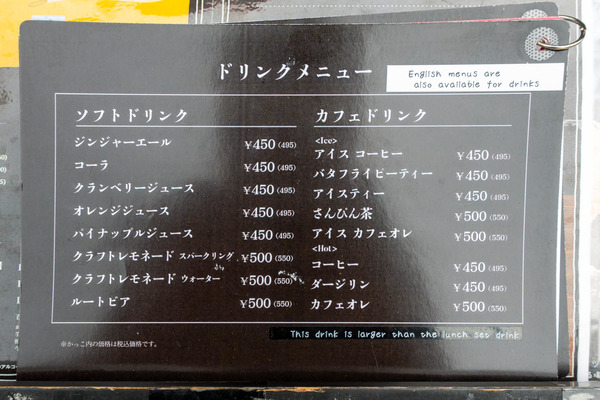 ドリンクメニュー
English menus are
also available for drinks
ソフトドリンク
ジンジャーエール ¥450 (495)
コーラ ¥450 (495)
クランベリージュース ¥450 (495)
オレンジジュース ¥450 (495)
パイナップルジュース ¥450 (495)
クラフトレモネード スパークリング ¥500 (550)
クラフトレモネード ウォーター ¥500 (550)
ルートビア ¥500 (550)
カフェドリンク
<Ice>
アイス コーヒー ¥450 (495)
バタフライピーティー ¥450 (495)
アイスティー ¥450 (495)
さんぴん茶 ¥500 (550)
アイス カフェオレ ¥500 (550)
<Hot>
コーヒー ¥450 (495)
ダージリン ¥450 (495)
カフェオレ ¥500 (550)
This drink is larger than the lunch set drink
※かっこ内の価格は税込価格です。